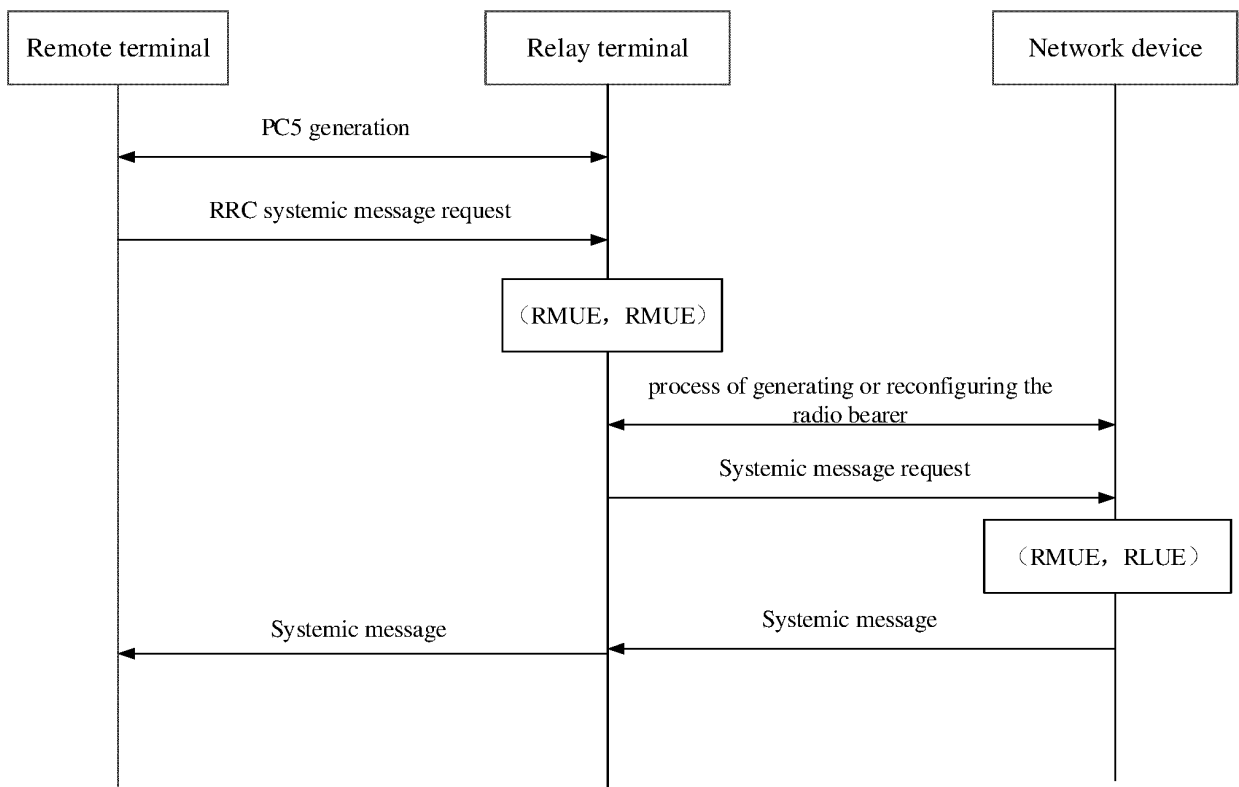 Remote terminal
Relay terminal
Network device
PC5 generation
RRC systemic message request
（RMUE，RMUE）
process of generating or reconfiguring the
radio bearer
Systemic message request
（RMUE，RLUE）
Systemic message
Systemic message